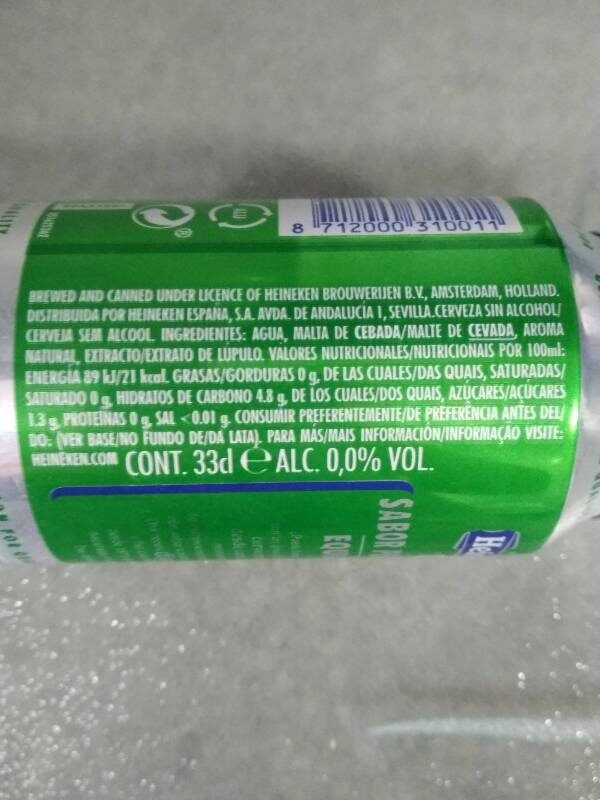 8 712000 310011
BREWED AND CANNED UNDER LICENCE OF HEINEKEN BROUWERIJEN B.V., AMSTERDAM, HOLLAND.
DISTRIBUIDA POR HEINEKEN ESPAÑA, S.A. AVDA. DE ANDALUCÍA 1, SEVILLA.CERVEZA SIN ALCOHOL/
CERVEJA SEM ALCOOL. INGREDIENTES: AGUA, MALTA DE CEBADA/MALTE DE CEVADA, AROMA
NATURAL, EXTRACTO/EXTRATO DE LÚPULO. VALORES NUTRICIONALES/NUTRICIONAIS POR 100ml:
ENERGÍA 89 kJ/21 kcal. GRASAS/GORDURAS 0 g, DE LAS CUALES/DAS QUAIS, SATURADAS/
SATURADO 0 g, HIDRATOS DE CARBONO 4.8 g, DE LOS CUALES/DOS QUAIS, AZÚCARES/AÇÚCARES
1.3 g, PROTEÍNAS 0 g, SAL <0.01 g. CONSUMIR PREFERENTEMENTE/DE PREFERÊNCIA ANTES DEL/
DO: (VER BASE/NO FUNDO DE/DA LATA). PARA MÁS/MAIS INFORMACIÓN/INFORMAÇÃO VISITE:
HEINEKEN.COM CONT. 33cl e ALC. 0,0% VOL.
SABOR